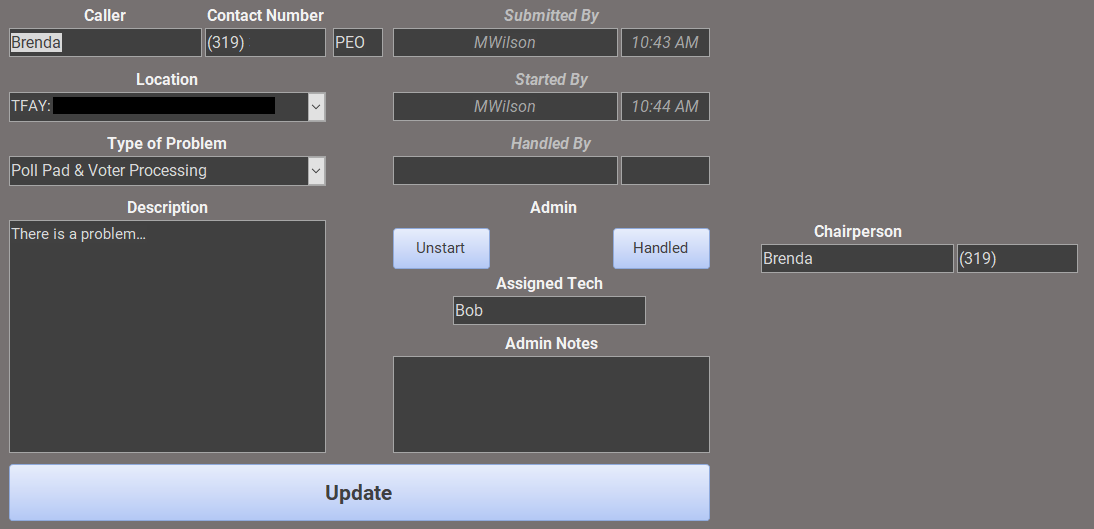 Caller Contact Number Submitted By
Brenda (319) PEO MWilson 10:43 AM
Location Started By
TFAY: MWilson 10:44 AM
Type of Problem Handled By
Poll Pad & Voter Processing
Description Admin
There is a problem...
Unstart Handled
Chairperson
Brenda (319)
Assigned Tech
Bob
Admin Notes
Update